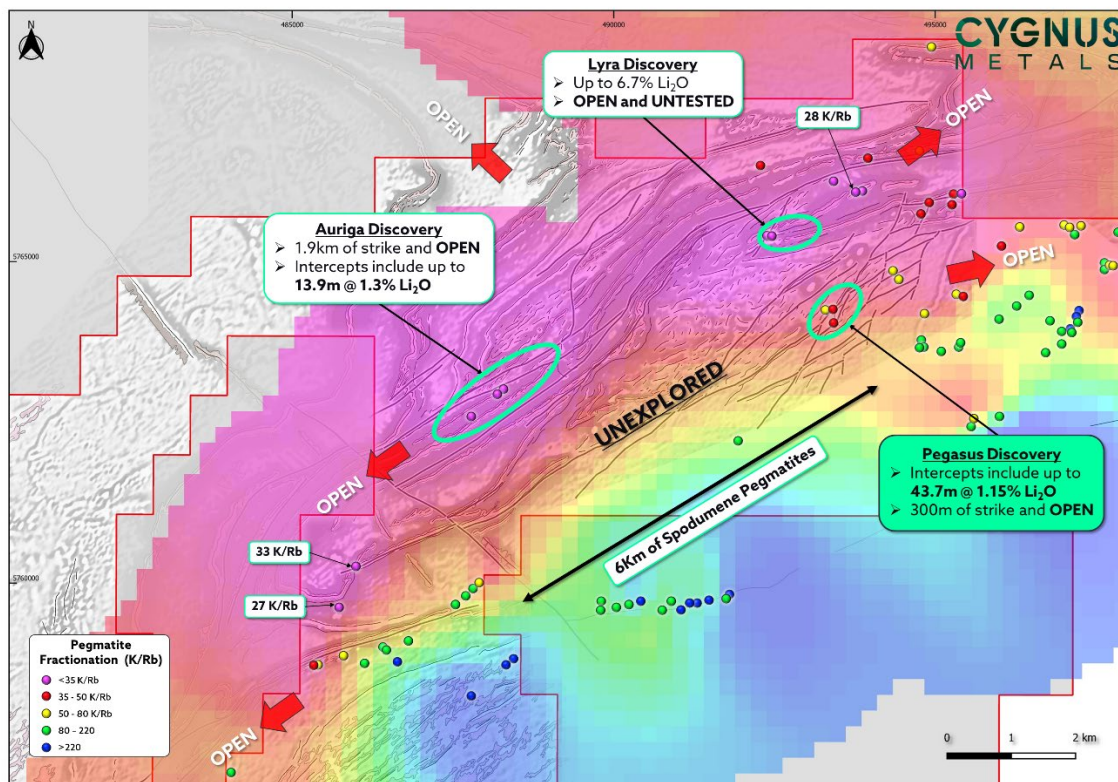 485000
490000
495000
CYGNUS
METALS
N
Lyra Discovery
➢ Up to 6.7% Li₂O
➢ OPEN and UNTESTED
28 K/Rb
OPEN
OPEN
Auriga Discovery
➢ 1.9km of strike and OPEN
➢ Intercepts include up to
13.9m @ 1.3% Li₂O
5765000
OPEN
UNEXPLORED
Pegasus Discovery
➢ Intercepts include up to
43.7m @ 1.15% Li₂O
➢ 300m of strike and OPEN
OPEN
6Km of Spodumene Pegmatites
33 K/Rb
5760000
27 K/Rb
Pegmatite
Fractionation (K/Rb)
<35 K/Rb
35 - 50 K/Rb
50 - 80 K/Rb
80 - 220
>220
OPEN
0 1 2 km